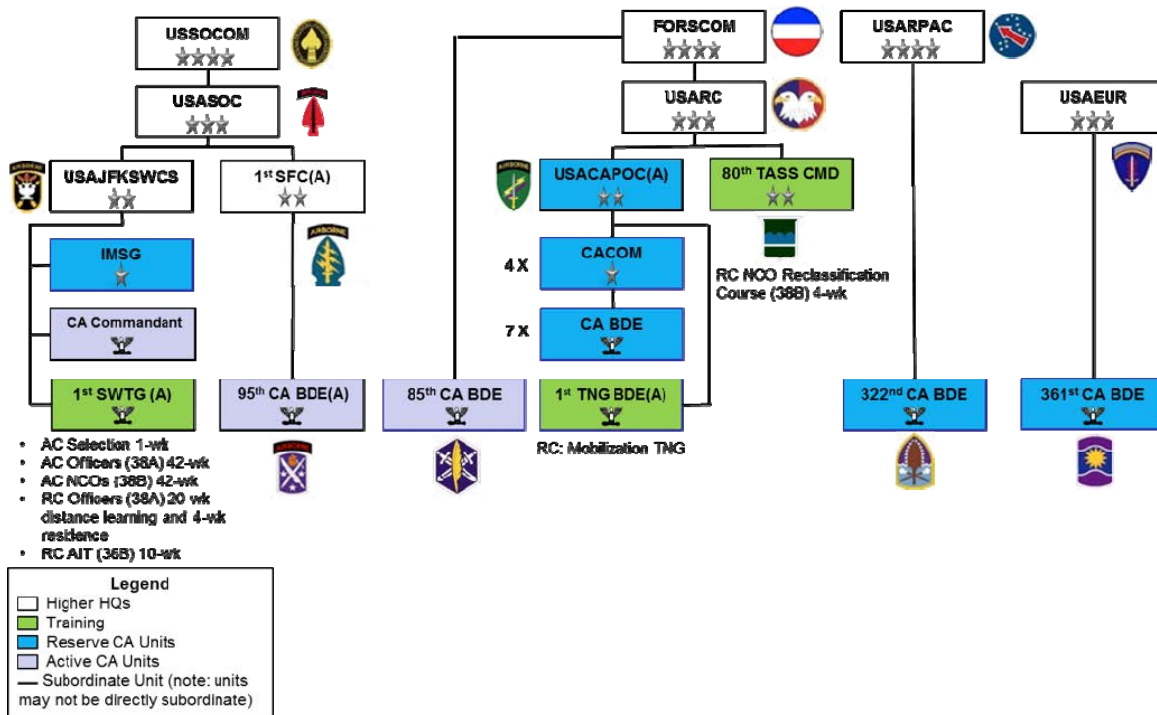 USSOCOM
USASOC
USAJFKSWCS
1st SFC(A)
IMSG
CA Commandant
1st SWTG (A)
95th CA BDE(A)
• AC Selection 1-wk
• AC Officers (38A) 42-wk
• AC NCOs (38B) 42-wk
• RC Officers (38A) 20 wk
distance learning and 4-wk
residence
• RC AIT (38B) 10-wk
FORSCOM
USARC
USACAPOC(A)
80th TASS CMD
4 X
CACOM
RC NCO Reclassification
Course (38B) 4-wk
7 X
CA BDE
85th CA BDE
1st TNG BDE(A)
RC: Mobilization TNG
USARPAC
322nd CA BDE
USAEUR
361st CA BDE
AIRBORNE
AIRBORNE
AIRBORNE
AIRBORNE
Legend
Higher HQs
Training
Reserve CA Units
Active CA Units
Subordinate Unit (note: units
may not be directly subordinate)